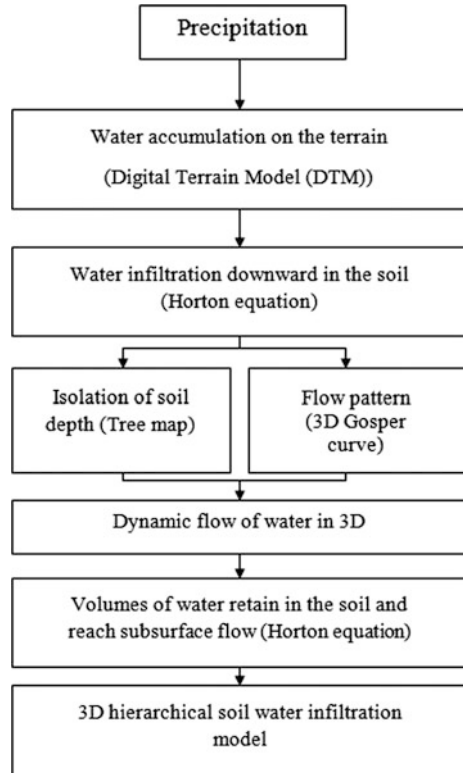 Precipitation
Water accumulation on the terrain
(Digital Terrain Model (DTM))
Water infiltration downward in the soil
(Horton equation)
Isolation of soil
depth (Tree map)
Flow pattern
(3D Gosper
curve)
Dynamic flow of water in 3D
Volumes of water retain in the soil and
reach subsurface flow (Horton equation)
3D hierarchical soil water infiltration
model